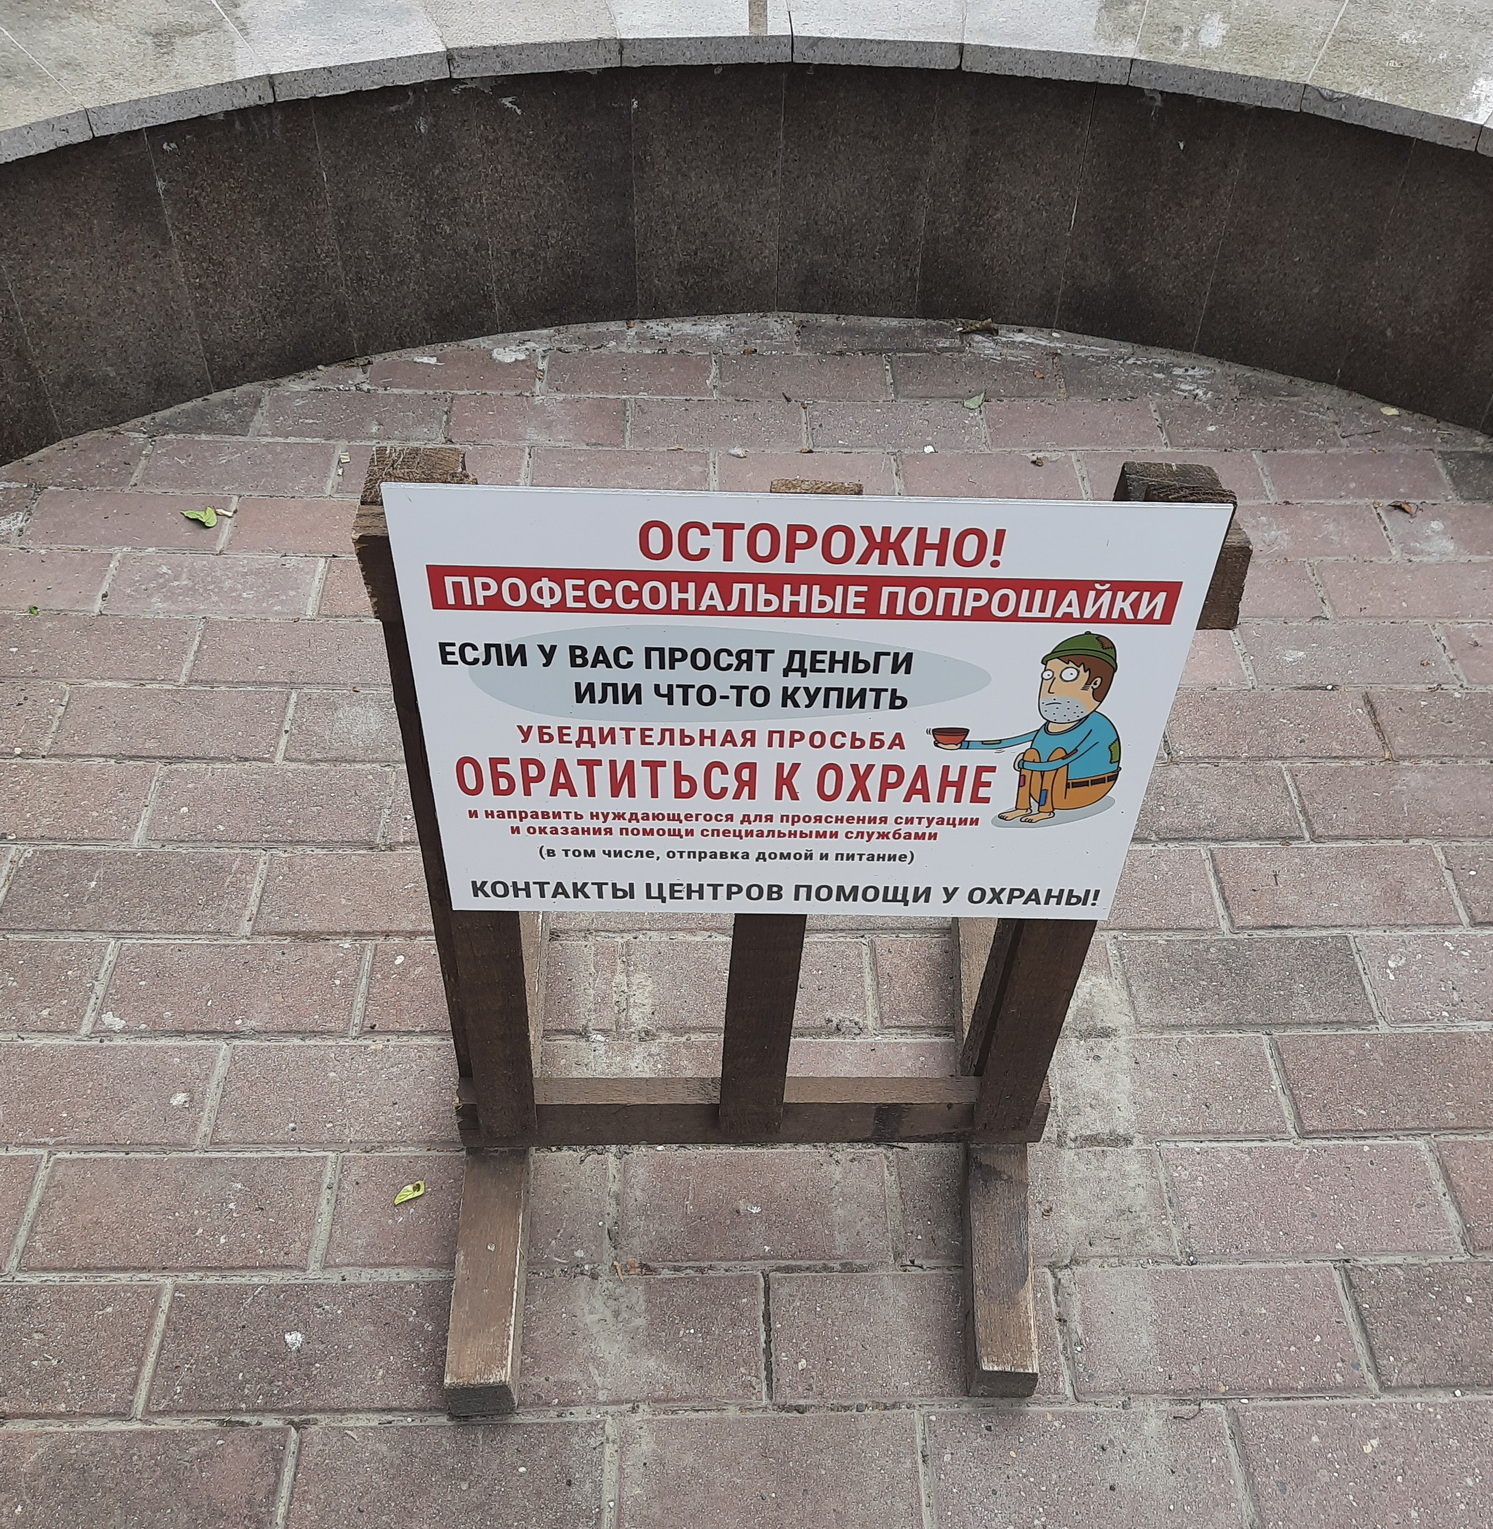 ОСТОРОЖНО!
ПРОФЕССОНАЛЬНЫЕ ПОПРОШАЙКИ
ЕСЛИ У ВАС ПРОСЯТ ДЕНЬГИ
ИЛИ ЧТО-ТО КУПИТЬ
УБЕДИТЕЛЬНАЯ ПРОСЬБА
ОБРАТИТЬСЯ К ОХРАНЕ
и направить нуждающегося для прояснения ситуации
и оказания помощи специальными службами
(в том числе, отправка домой и питание)
КОНТАКТЫ ЦЕНТРОВ ПОМОЩИ У ОХРАНЫ!